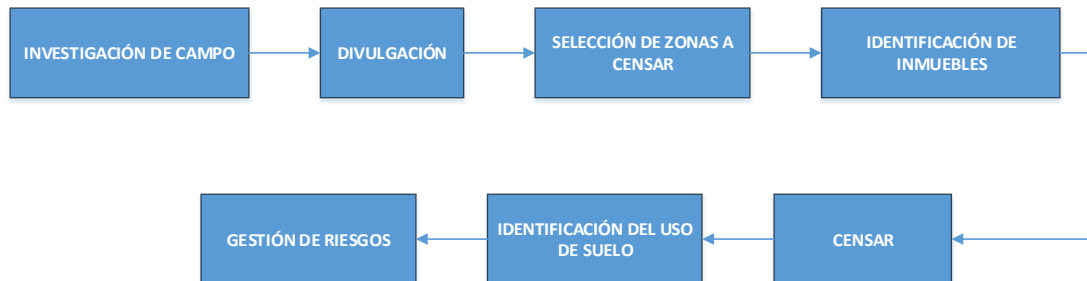 INVESTIGACIÓN DE CAMPO
DIVULGACIÓN
SELECCIÓN DE ZONAS A
CENSAR
IDENTIFICACIÓN DE
INMUEBLES
CENSAR
IDENTIFICACIÓN DEL USO
DE SUELO
GESTIÓN DE RIESGOS